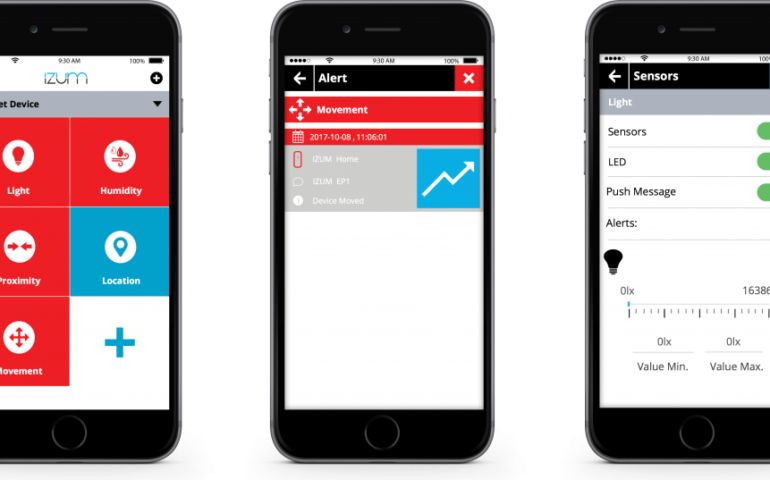 9:30 AM 100%
IZUM
et Device
Light
Humidity
Proximity
Location
Movement
9:30 AM 100%
Alert
Movement
2017-10-08 , 11:06:01
IZUM Home
IZUM EP1
Device Moved
9:30 AM 100
Sensors
Light
Sensors
LED
Push Message
Alerts:
0lx 16386
0lx 0lx
Value Min. Value Max.